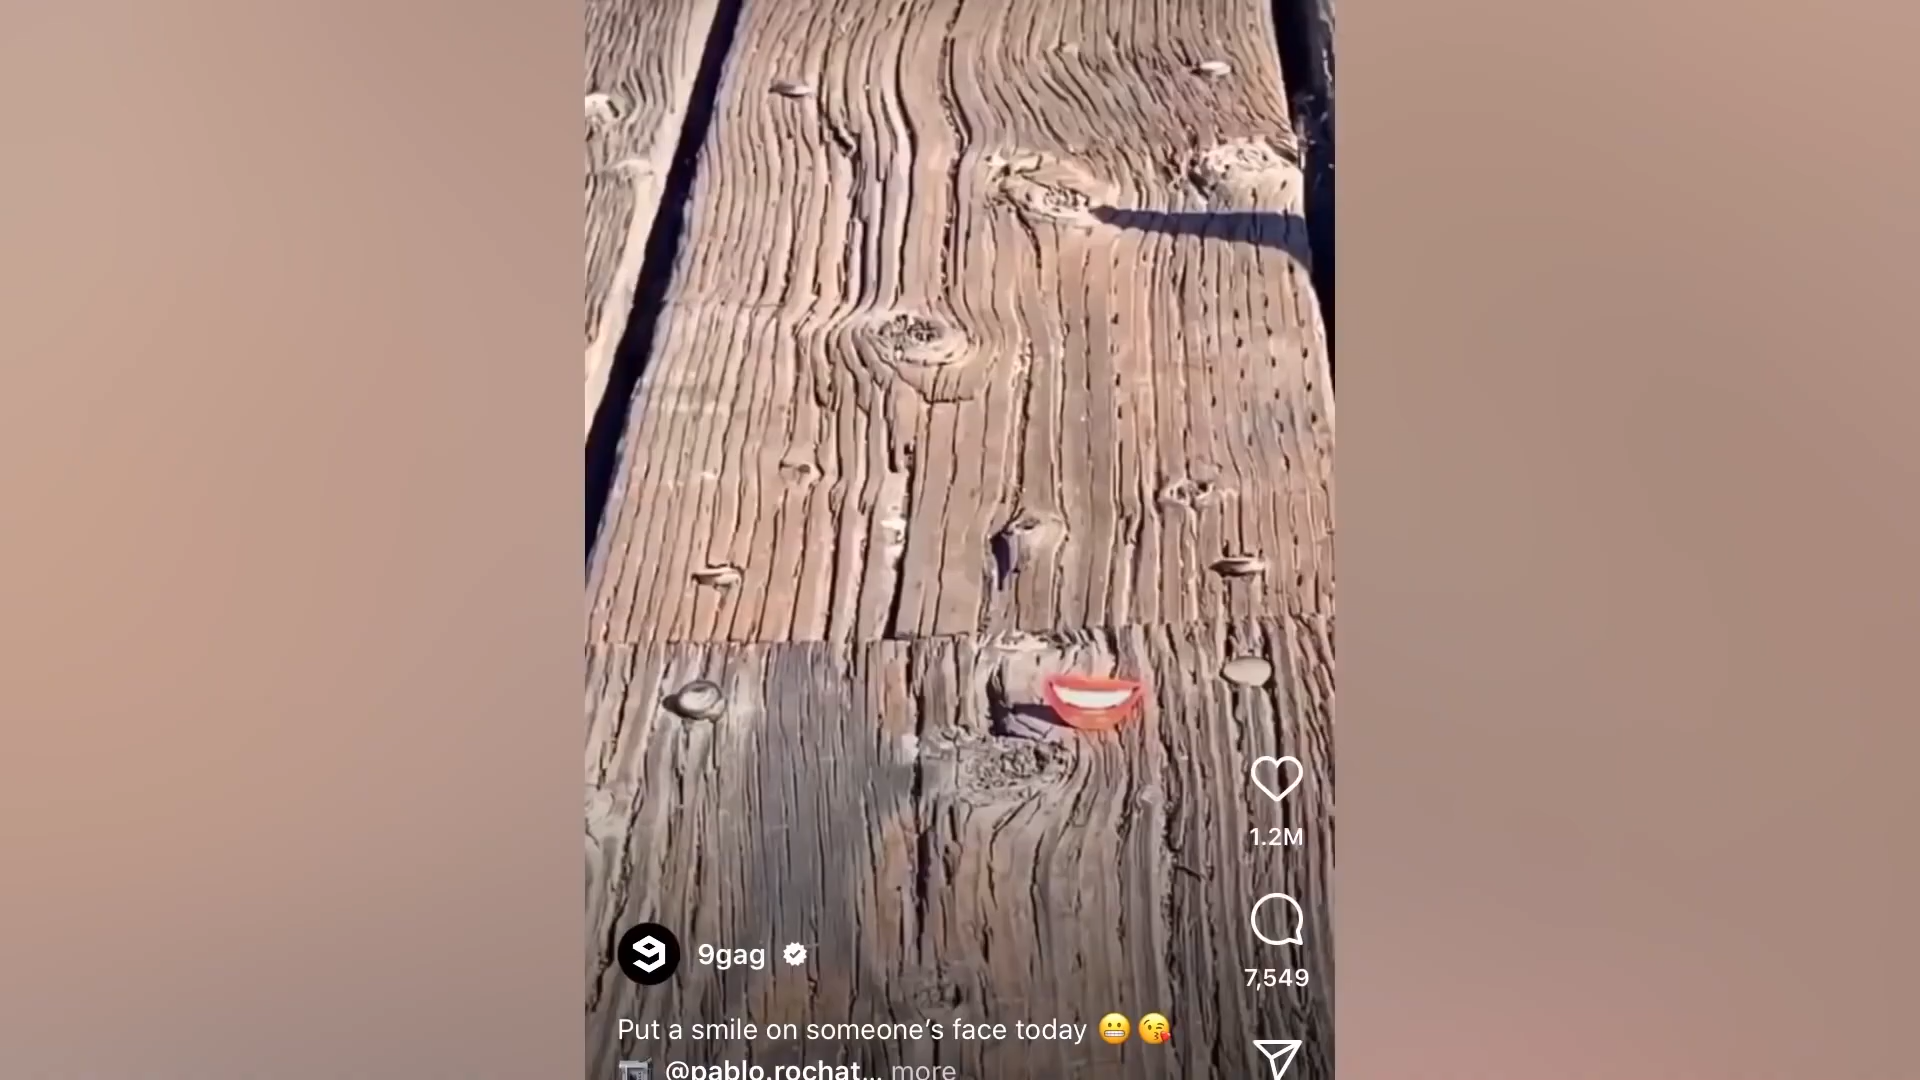 1.2M
7,549
9gag
Put a smile on someone’s face today 😬😘
@pablo.rochat... more